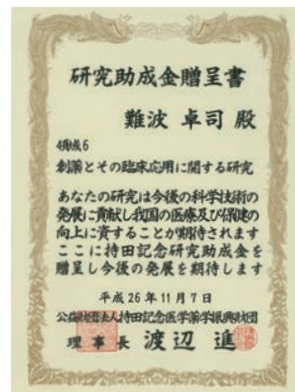 研究助成金贈呈書
難波 卓司 殿
領域6
創薬とその臨床応用に関する研究
あなたの研究は今後の科学技術の
発展に貢献し我国の医療及び保健の
向上に資することが期待されます
ここに持田記念研究助成金を
贈呈し今後の発展を期待します
平成26年11月7日
公益財団法人持田記念医学薬学振興財団
理事長 渡辺 進